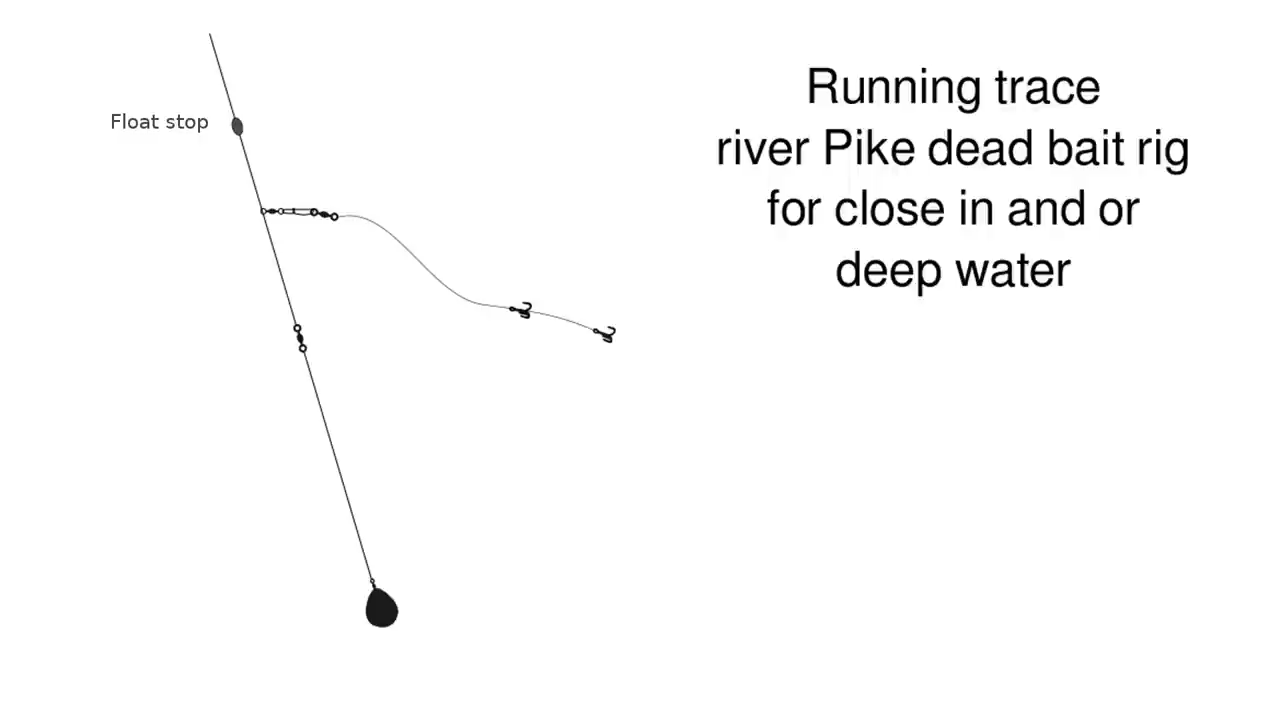 Running trace
river Pike dead bait rig
for close in and or
deep water
Float stop